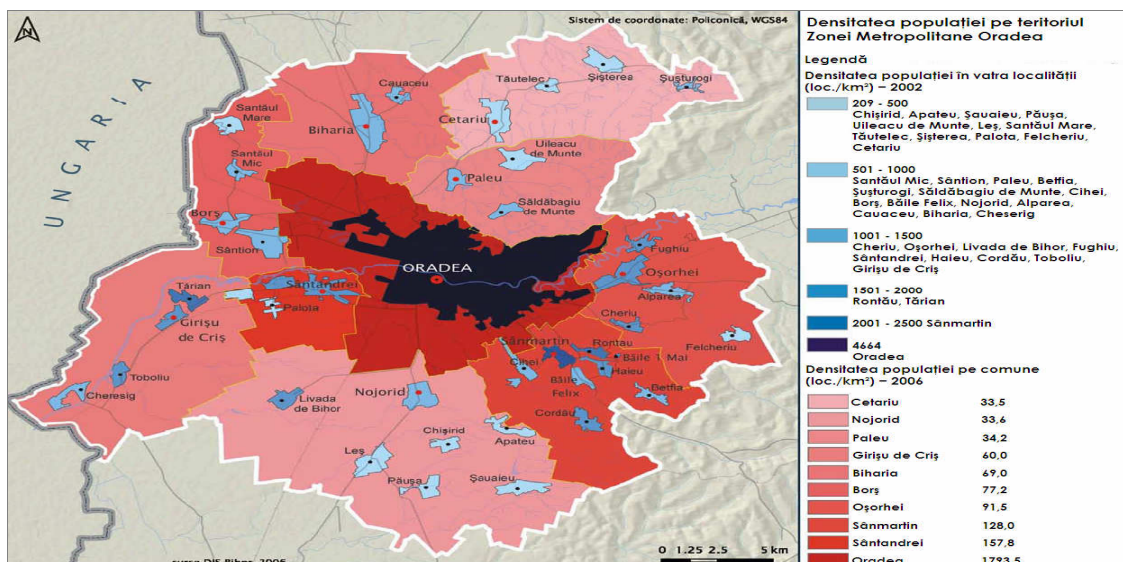 Sistem de coordonate: Policonică, WGS84
UNGARIA
Tăutelec
Șișterea
Șușturogi
Cauaceu
Santăul
Mare
Biharia
Cetariu
Uileacu
de Munte
Santăul
Mic
Paleu
Săldăbagiu
de Munte
Borș
Sântion
Fughiu
ORADEA
Oșorhei
Tărian
Santandrei
Alparea
Palota
Girișu
de Criș
Cheriu
Felcheriu
Sânmartin
Rontău
Băile 1 Mai
Cihei
Haieu
Toboliu
Băile
Felix
Betfia
Cheresig
Livada
de Bihor
Nojorid
Cordău
Chișirid
Apateu
Leș
Păușa
Șauaieu
0 1.25 2.5 5 km
Densitatea populației pe teritoriul
Zonei Metropolitane Oradea
Legendă
Densitatea populației în vatra localității
(loc./km²) – 2002
209 - 500
Chișirid, Apateu, Șauaieu, Păușa,
Uileacu de Munte, Leș, Santăul Mare,
Tăutelec, Șișterea, Palota, Felcheriu,
Cetariu
501 - 1000
Santăul Mic, Sântion, Paleu, Betfia,
Șușturogi, Săldăbagiu de Munte, Cihei,
Borș, Băile Felix, Nojorid, Alparea,
Cauaceu, Biharia, Cheserig
1001 - 1500
Cheriu, Oșorhei, Livada de Bihor, Fughiu,
Sântandrei, Haieu, Cordău, Toboliu,
Girișu de Criș
1501 - 2000
Rontău, Tărian
2001 - 2500 Sânmartin
4664
Oradea
Densitatea populației pe comune
(loc./km²) – 2006
Cetariu 33,5
Nojorid 33,6
Paleu 34,2
Girișu de Criș 60,0
Biharia 69,0
Borș 77,2
Oșorhei 91,5
Sânmartin 128,0
Sântandrei 157,8
Oradea 1793,5